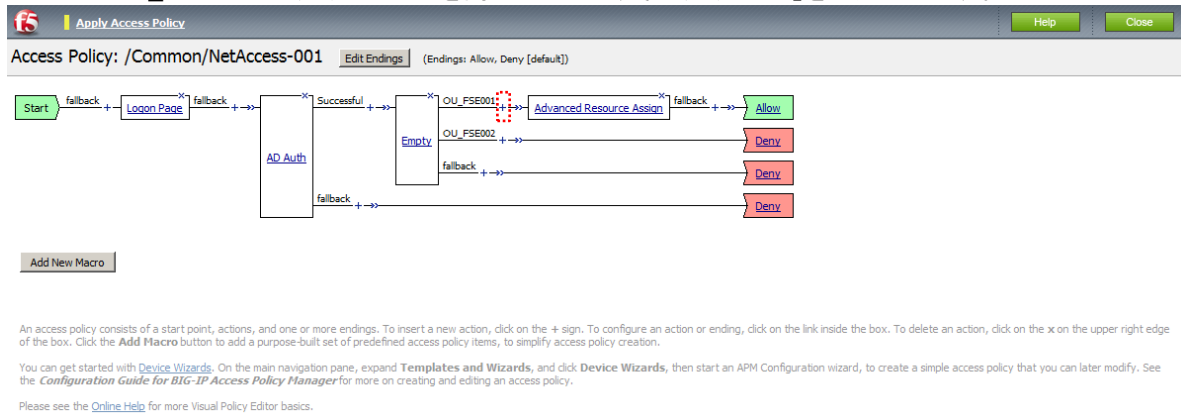 f5 Apply Access Policy Help Close
Access Policy: /Common/NetAccess-001 Edit Endings (Endings: Allow, Deny [default])
Start fallback + Logon Page x fallback + AD Auth x Successful + Empty x OU_FSE001 + Advanced Resource Assign x fallback + Allow
OU_FSE002 + Deny
fallback + Deny
fallback + Deny
Add New Macro
An access policy consists of a start point, actions, and one or more endings. To insert a new action, click on the + sign. To configure an action or ending, click on the link inside the box. To delete an action, click on the x on the upper right edge
of the box. Click the Add Macro button to add a purpose-built set of predefined access policy items, to simplify access policy creation.
You can get started with Device Wizards. On the main navigation pane, expand Templates and Wizards, and click Device Wizards, then start an APM Configuration wizard, to create a simple access policy that you can later modify. See
the Configuration Guide for BIG-IP Access Policy Manager for more on creating and editing an access policy.
Please see the Online Help for more Visual Policy Editor basics.